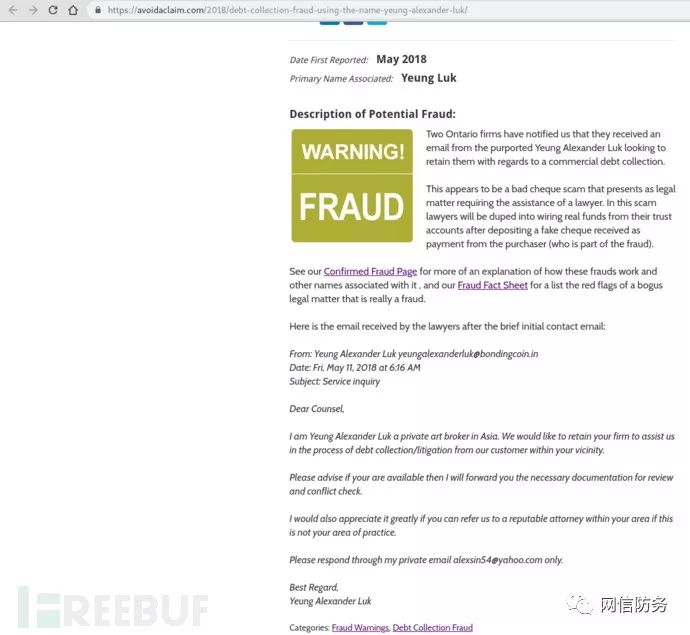 https://avoidaclaim.com/2018/debt-collection-fraud-using-the-name-yeung-alexander-luk/
Date First Reported: May 2018
Primary Name Associated: Yeung Luk
Description of Potential Fraud:
WARNING!
FRAUD
Two Ontario firms have notified us that they received an
email from the purported Yeung Alexander Luk looking to
retain them with regards to a commercial debt collection.
This appears to be a bad cheque scam that presents as legal
matter requiring the assistance of a lawyer. In this scam
lawyers will be duped into wiring real funds from their trust
accounts after depositing a fake cheque received as
payment from the purchaser (who is part of the fraud).
See our Confirmed Fraud Page for more of an explanation of how these frauds work and
other names associated with it , and our Fraud Fact Sheet for a list the red flags of a bogus
legal matter that is really a fraud.
Here is the email received by the lawyers after the brief initial contact email:
From: Yeung Alexander Luk yeungalexanderluk@bondingcoin.in
Date: Fri, May 11, 2018 at 6:16 AM
Subject: Service inquiry
Dear Counsel,
I am Yeung Alexander Luk a private art broker in Asia. We would like to retain your firm to assist us
in the process of debt collection/litigation from our customer within your vicinity.
Please advise if your are available then I will forward you the necessary documentation for review
and conflict check.
I would also appreciate it greatly if you can refer us to a reputable attorney within your area if this
is not your area of practice.
Please respond through my private email alexsin54@yahoo.com only.
Best Regard,
Yeung Alexander Luk
Categories: Fraud Warnings, Debt Collection Fraud
FREEBUF
网信防务